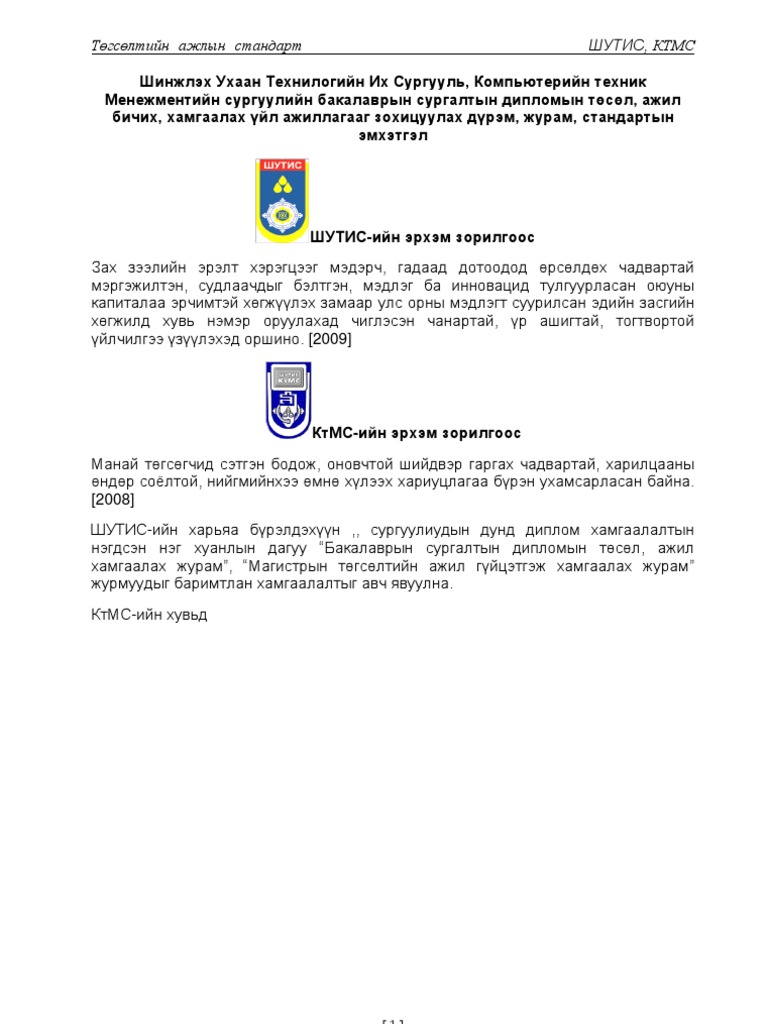 Төгсөлтийн ажлын стандарт ШУТИС, КТМС
Шинжлэх Ухаан Технилогийн Их Сургууль, Компьютерийн техник
Менежментийн сургуулийн бакалаврын сургалтын дипломын төсөл, ажил
бичих, хамгаалах үйл ажиллагааг зохицуулах дүрэм, журам, стандартын
эмхэтгэл
ШУТИС
ШУТИС-ийн эрхэм зорилгоос
Зах зээлийн эрэлт хэрэгцээг мэдэрч, гадаад дотоодод өрсөлдөх чадвартай
мэргэжилтэн, судлаачдыг бэлтгэн, мэдлэг ба инновацид тулгуурласан оюуны
капиталаа эрчимтэй хөгжүүлэх замаар улс орны мэдлэгт суурилсан эдийн засгийн
хөгжилд хувь нэмэр оруулахад чиглэсэн чанартай, үр ашигтай, тогтвортой
үйлчилгээ үзүүлэхэд оршино. [2009]
КтМС
КтМС-ийн эрхэм зорилгоос
Манай төгсөгчид сэтгэн бодож, оновчтой шийдвэр гаргах чадвартай, харилцааны
өндөр соёлтой, нийгмийнхээ өмнө хүлээх хариуцлагаа бүрэн ухамсарласан байна.
[2008]
ШУТИС-ийн харьяа бүрэлдэхүүн ,, сургуулиудын дунд диплом хамгаалалтын
нэгдсэн нэг хуанлын дагуу “Бакалаврын сургалтын дипломын төсөл, ажил
хамгаалах журам”, “Магистрын төгсөлтийн ажил гүйцэтгэж хамгаалах журам”
журмуудыг баримтлан хамгаалалтыг авч явуулна.
КтМС-ийн хувьд
[1]